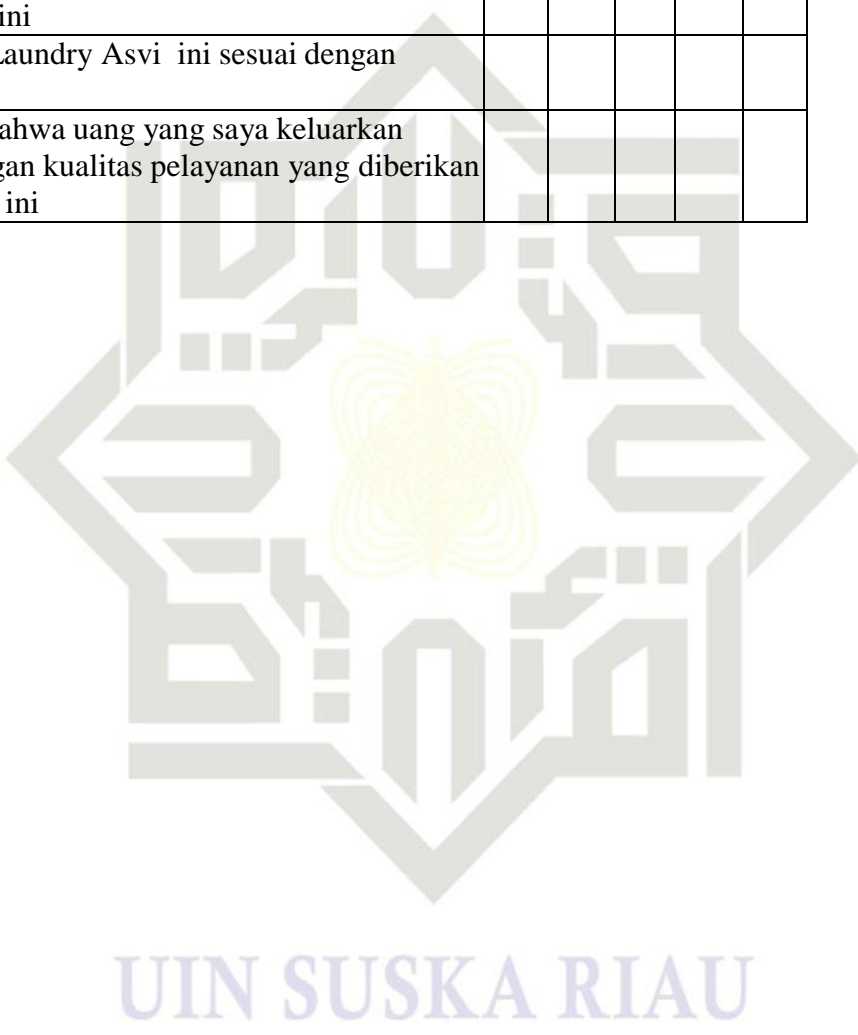 ini
Laundry Asvi ini sesuai dengan
ahwa uang yang saya keluarkan
gan kualitas pelayanan yang diberikan
ini
UIN SUSKA RIAU